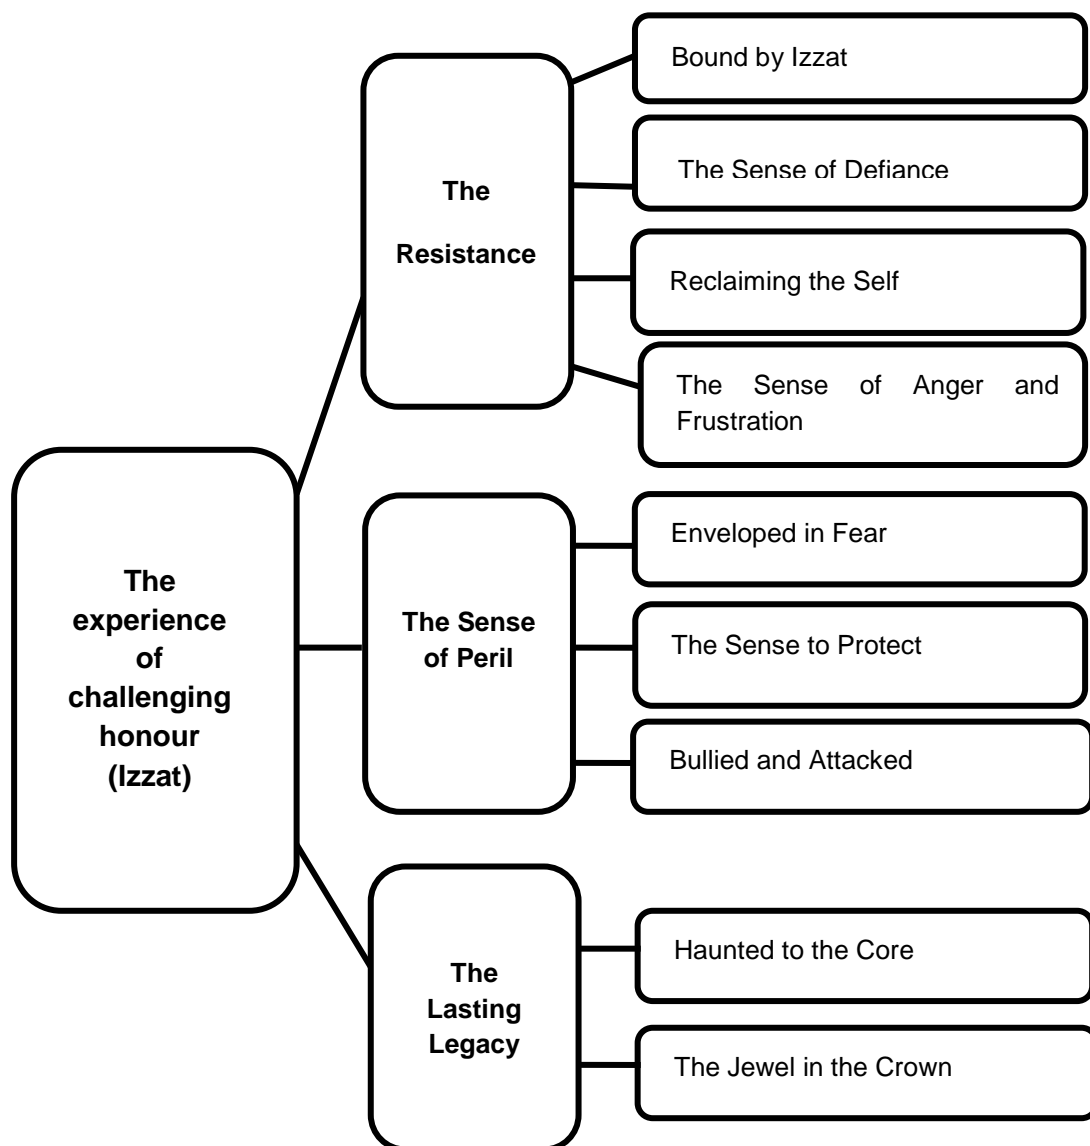 The
experience
of
challenging
honour
(Izzat)
The
Resistance
Bound by Izzat
The Sense of Defiance
Reclaiming the Self
The Sense of Anger and
Frustration
The Sense
of Peril
Enveloped in Fear
The Sense to Protect
Bullied and Attacked
The
Lasting
Legacy
Haunted to the Core
The Jewel in the Crown